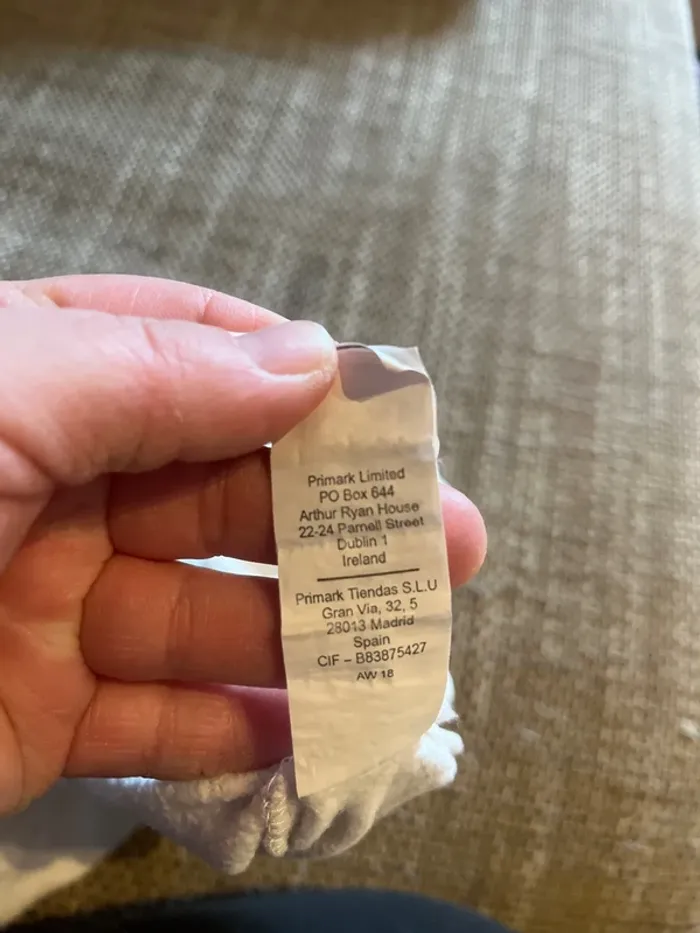 Primark Limited
PO Box 644
Arthur Ryan House
22-24 Parnell Street
Dublin 1
Ireland
Primark Tiendas S.L.U
Gran Via, 32, 5
28013 Madrid
Spain
CIF – B83875427
AW 18